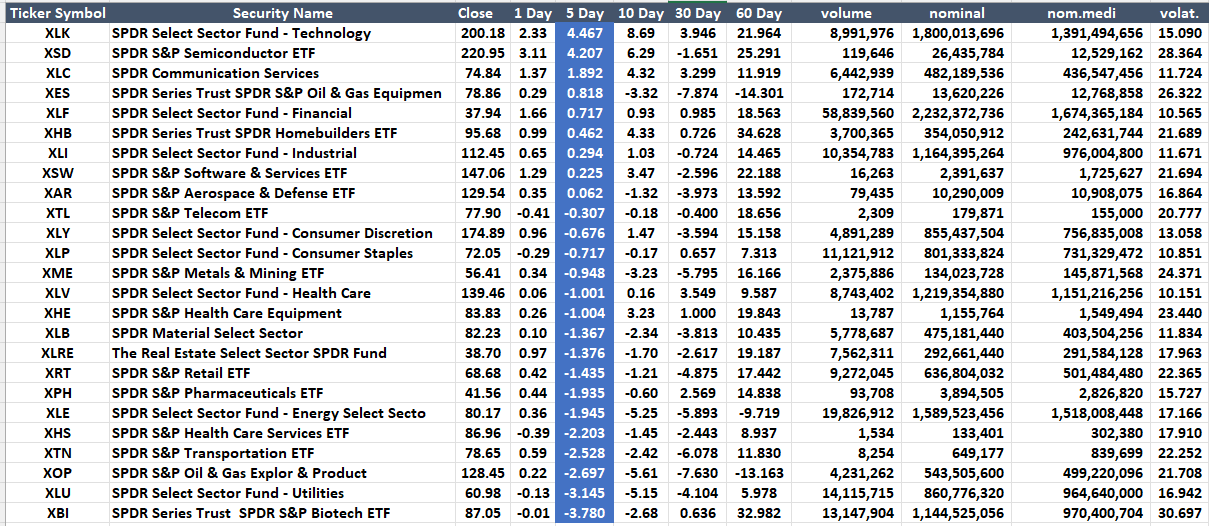 Ticker Symbol Security Name Close 1 Day 5 Day 10 Day 30 Day 60 Day volume nominal nom.medi volat.
XLK SPDR Select Sector Fund - Technology 200.18 2.33 4.467 8.69 3.946 21.964 8,991,976 1,800,013,696 1,391,494,656 15.090
XSD SPDR S&P Semiconductor ETF 220.95 3.11 4.207 6.29 -1.651 25.291 119,646 26,435,784 12,529,162 28.364
XLC SPDR Communication Services 74.84 1.37 1.892 4.32 3.299 11.919 6,442,939 482,189,536 436,547,456 11.724
XES SPDR Series Trust SPDR S&P Oil & Gas Equipmen 78.86 0.29 0.818 -3.32 -7.874 -14.301 172,714 13,620,226 12,768,858 26.322
XLF SPDR Select Sector Fund - Financial 37.94 1.66 0.717 0.93 0.985 18.563 58,839,560 2,232,372,736 1,674,365,184 10.565
XHB SPDR Series Trust SPDR Homebuilders ETF 95.68 0.99 0.462 4.33 0.726 34.628 3,700,365 354,050,912 242,631,744 21.689
XLI SPDR Select Sector Fund - Industrial 112.45 0.65 0.294 1.03 -0.724 14.465 10,354,783 1,164,395,264 976,004,800 11.671
XSW SPDR S&P Software & Services ETF 147.06 1.29 0.225 3.47 -2.596 22.188 16,263 2,391,637 1,725,627 21.694
XAR SPDR S&P Aerospace & Defense ETF 129.54 0.35 0.062 -1.32 -3.973 13.592 79,435 10,290,009 10,908,075 16.864
XTL SPDR S&P Telecom ETF 77.90 -0.41 -0.307 -0.18 -0.400 18.656 2,309 179,871 155,000 20.777
XLY SPDR Select Sector Fund - Consumer Discretion 174.89 0.96 -0.676 1.47 -3.594 15.158 4,891,289 855,437,504 756,835,008 13.058
XLP SPDR Select Sector Fund - Consumer Staples 72.05 -0.29 -0.717 -0.17 0.657 7.313 11,121,912 801,333,824 731,329,472 10.851
XME SPDR S&P Metals & Mining ETF 56.41 0.34 -0.948 -3.23 -5.795 16.166 2,375,886 134,023,728 145,871,568 24.371
XLV SPDR Select Sector Fund - Health Care 139.46 0.06 -1.001 0.16 3.549 9.587 8,743,402 1,219,354,880 1,151,216,256 10.151
XHE SPDR S&P Health Care Equipment 83.83 0.26 -1.004 3.23 1.000 19.843 13,787 1,155,764 1,549,494 23.440
XLB SPDR Material Select Sector 82.23 0.10 -1.367 -2.34 -3.813 10.435 5,778,687 475,181,440 403,504,256 11.834
XLRE The Real Estate Select Sector SPDR Fund 38.70 0.97 -1.376 -1.70 -2.617 19.187 7,562,311 292,661,440 291,584,128 17.963
XRT SPDR S&P Retail ETF 68.68 0.42 -1.435 -1.21 -4.875 17.442 9,272,045 636,804,032 501,484,480 22.365
XPH SPDR S&P Pharmaceuticals ETF 41.56 0.44 -1.935 -0.60 2.569 14.838 93,708 3,894,505 2,826,820 15.727
XLE SPDR Select Sector Fund - Energy Select Secto 80.17 0.36 -1.945 -5.25 -5.893 -9.719 19,826,912 1,589,523,456 1,518,008,448 17.166
XHS SPDR S&P Health Care Services ETF 86.96 -0.39 -2.203 -1.45 -2.443 8.937 1,534 133,401 302,380 17.910
XTN SPDR S&P Transportation ETF 78.65 0.59 -2.528 -2.42 -6.078 11.830 8,254 649,177 839,699 22.252
XOP SPDR S&P Oil & Gas Explor & Product 128.45 0.22 -2.697 -5.61 -7.630 -13.163 4,231,262 543,505,600 499,220,096 21.708
XLU SPDR Select Sector Fund - Utilities 60.98 -0.13 -3.145 -5.15 -4.104 5.978 14,115,715 860,776,320 964,640,000 16.942
XBI SPDR Series Trust SPDR S&P Biotech ETF 87.05 -0.01 -3.780 -2.68 0.636 32.982 13,147,904 1,144,525,056 970,400,704 30.697